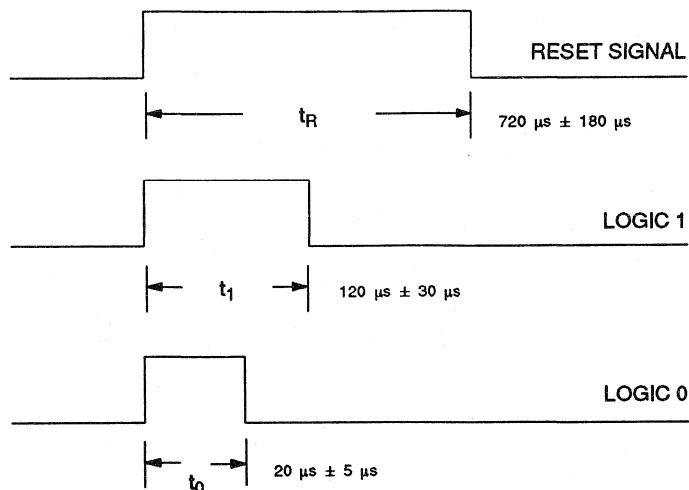 RESET SIGNAL
tR
720 μs ± 180 μs
LOGIC 1
t1
120 μs ± 30 μs
LOGIC 0
t0
20 μs ± 5 μs